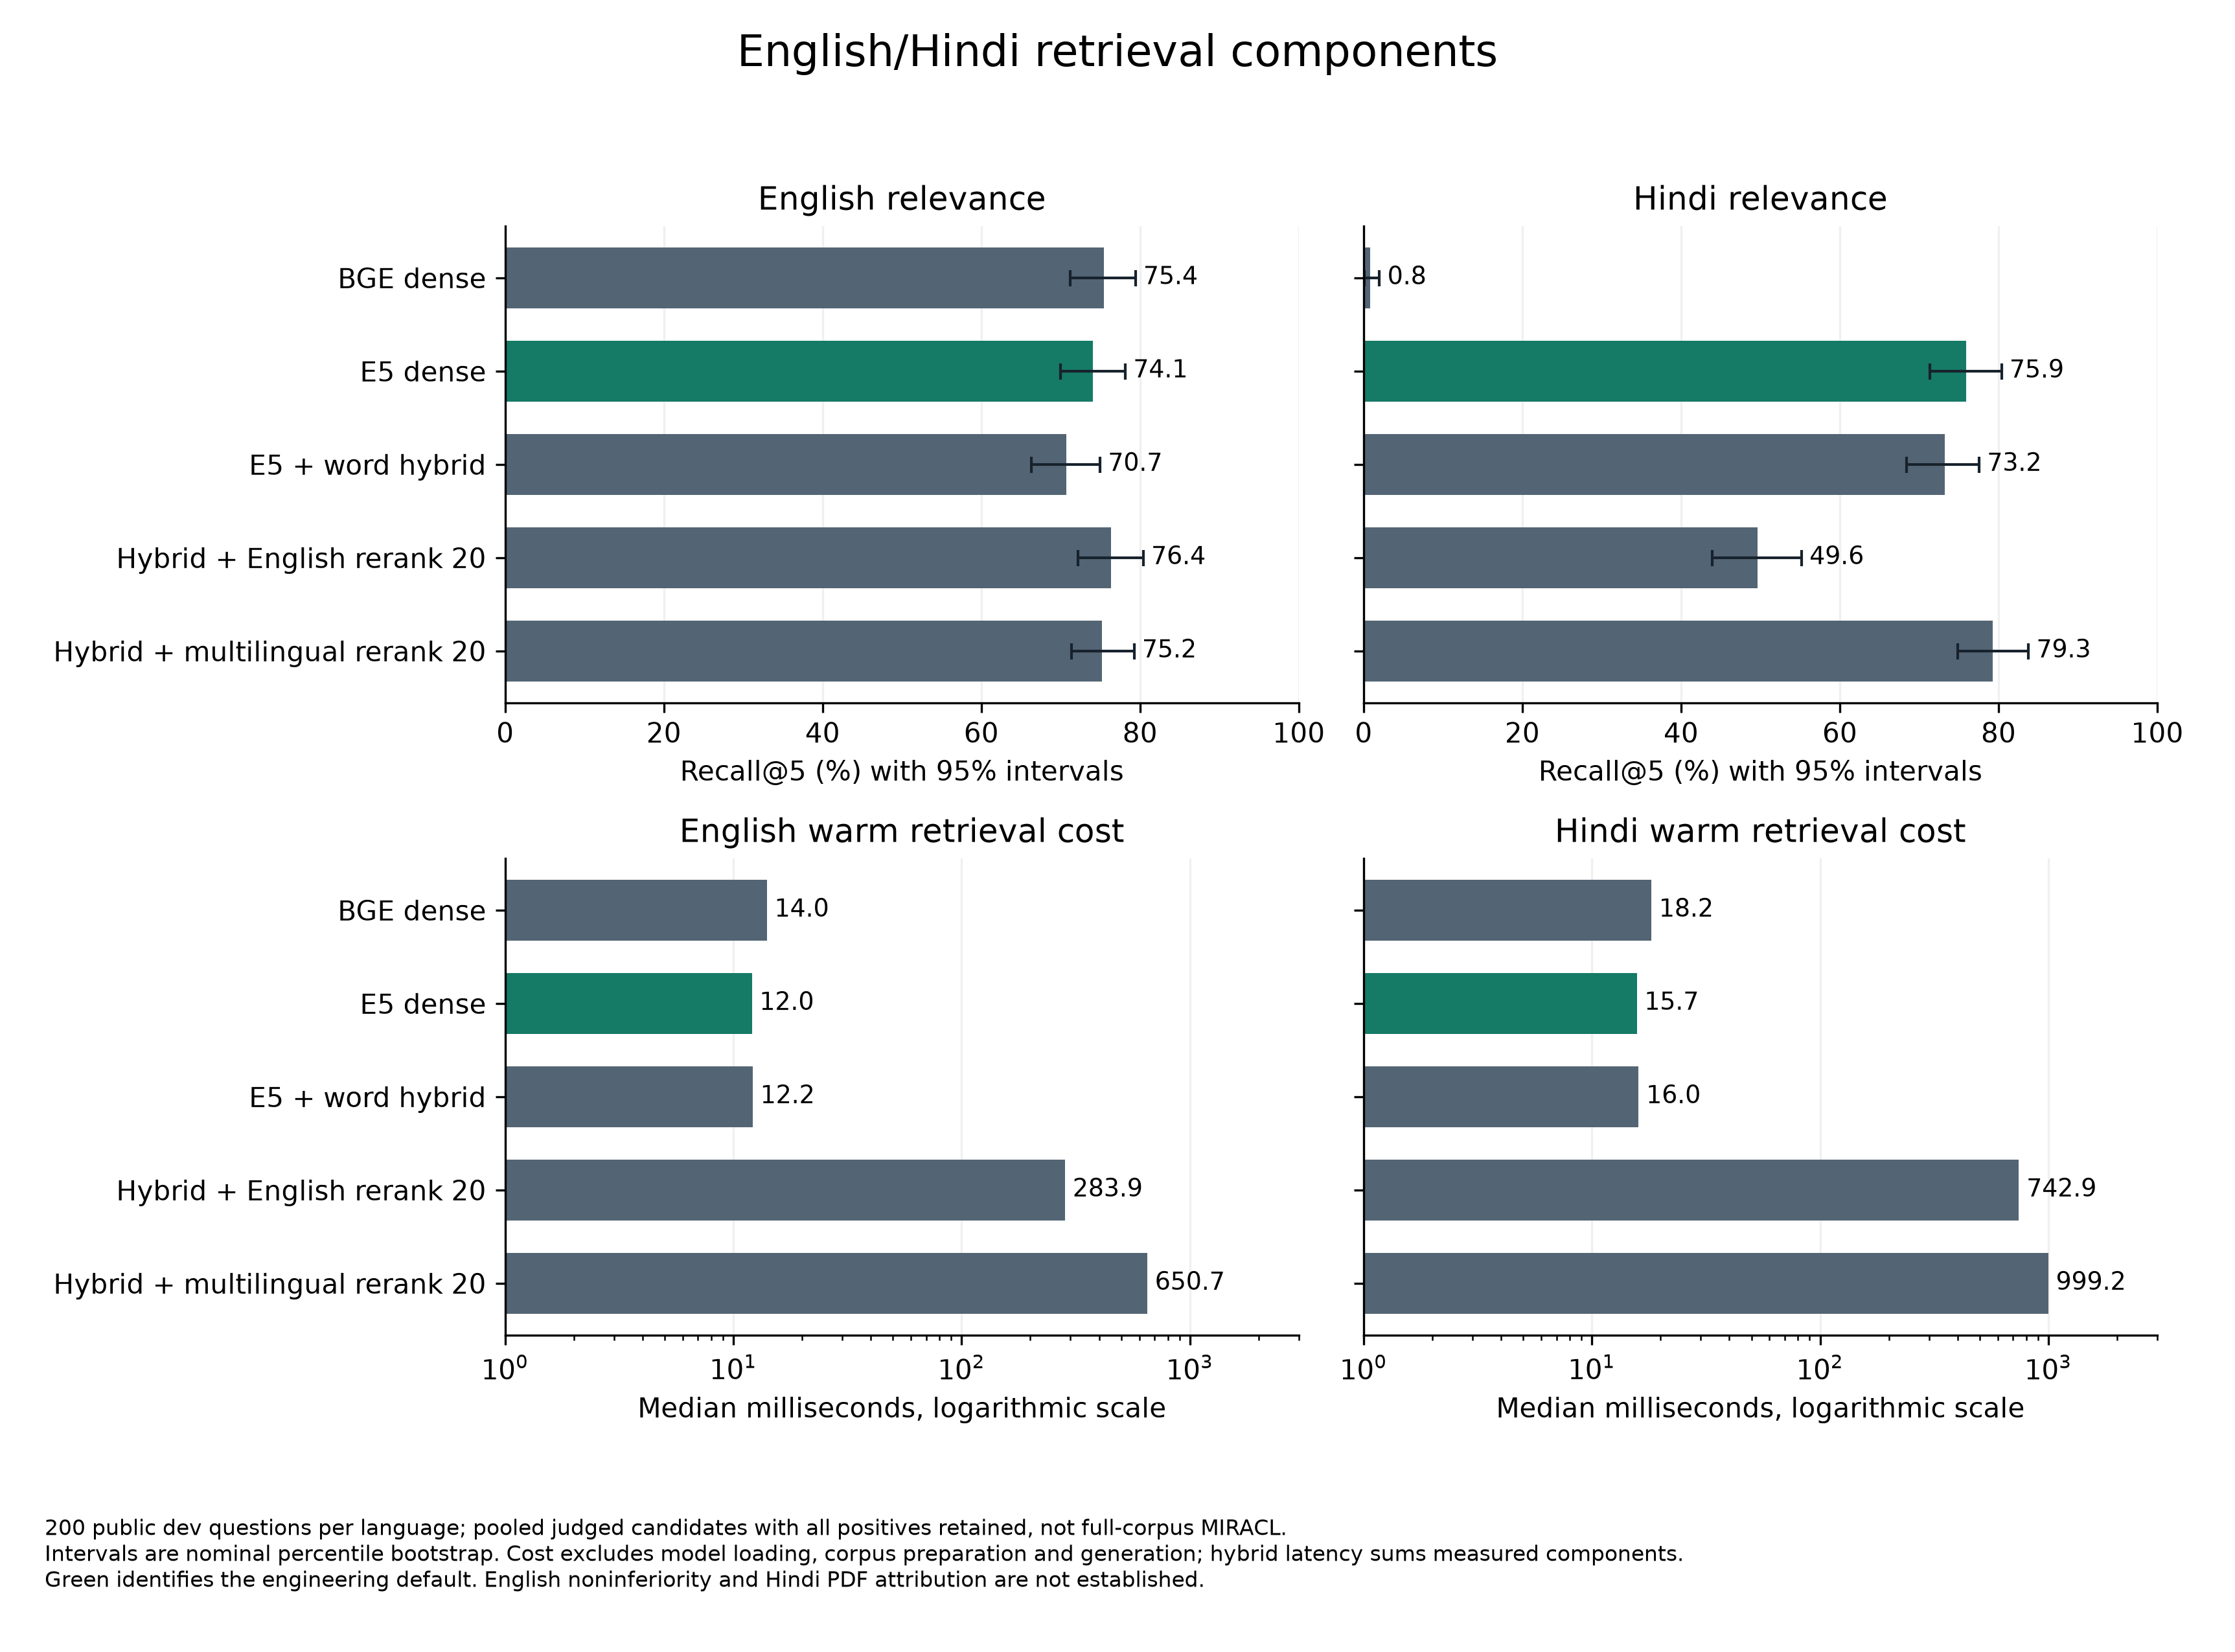 English/Hindi retrieval components
English relevance
BGE dense
75.4
E5 dense
74.1
E5 + word hybrid
70.7
Hybrid + English rerank 20
76.4
Hybrid + multilingual rerank 20
75.2
0 20 40 60 80 100
Recall@5 (%) with 95% intervals
Hindi relevance
0.8
75.9
73.2
49.6
79.3
0 20 40 60 80 100
Recall@5 (%) with 95% intervals
English warm retrieval cost
BGE dense
14.0
E5 dense
12.0
E5 + word hybrid
12.2
Hybrid + English rerank 20
283.9
Hybrid + multilingual rerank 20
650.7
10⁰ 10¹ 10² 10³
Median milliseconds, logarithmic scale
Hindi warm retrieval cost
18.2
15.7
16.0
742.9
999.2
10⁰ 10¹ 10² 10³
Median milliseconds, logarithmic scale
200 public dev questions per language; pooled judged candidates with all positives retained, not full-corpus MIRACL.
Intervals are nominal percentile bootstrap. Cost excludes model loading, corpus preparation and generation; hybrid latency sums measured components.
Green identifies the engineering default. English noninferiority and Hindi PDF attribution are not established.